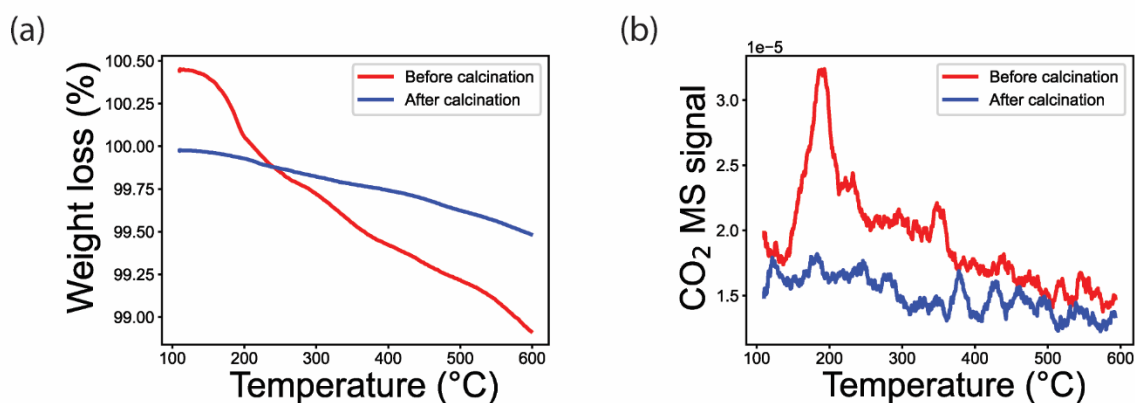 (a)
Weight loss (%)
100.50
100.25
100.00
99.75
99.50
99.25
99.00
Before calcination
After calcination
100 200 300 400 500 600
Temperature (°C)
(b)
1e−5
CO₂ MS signal
3.0
2.5
2.0
1.5
Before calcination
After calcination
100 200 300 400 500 600
Temperature (°C)